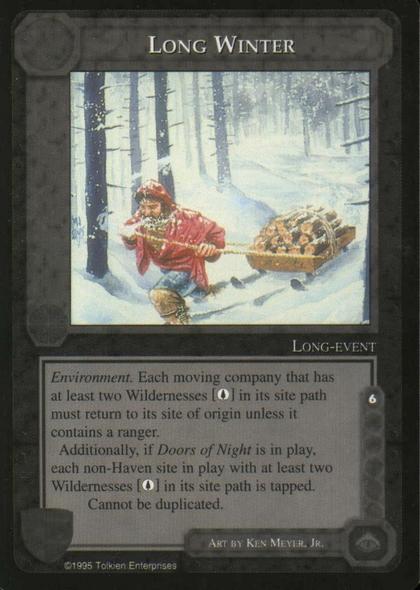 LONG WINTER
LONG-EVENT
Environment. Each moving company that has
at least two Wildernesses [] in its site path
must return to its site of origin unless it
contains a ranger.
Additionally, if Doors of Night is in play,
each non-Haven site in play with at least two
Wildernesses [] in its site path is tapped.
Cannot be duplicated.
6
ART BY KEN MEYER, JR.
©1995 Tolkien Enterprises